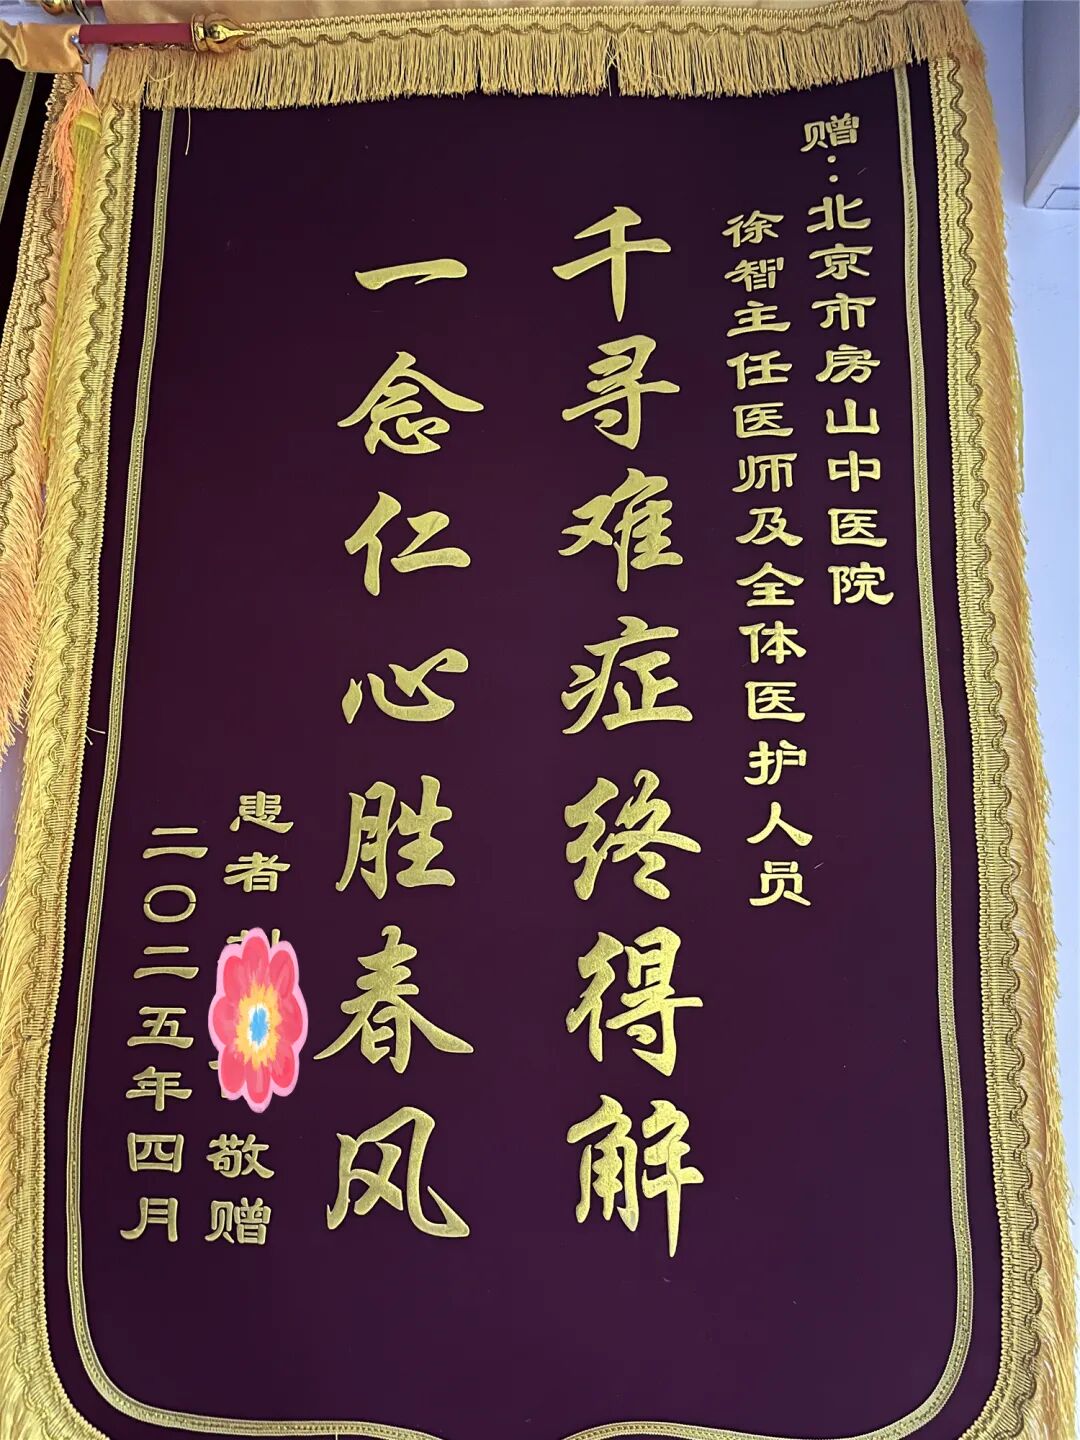 赠：北京市房山中医院
徐智主任医师及全体医护人员
千寻难症终得解
一念仁心胜春风
患者
敬赠
二〇二五年四月